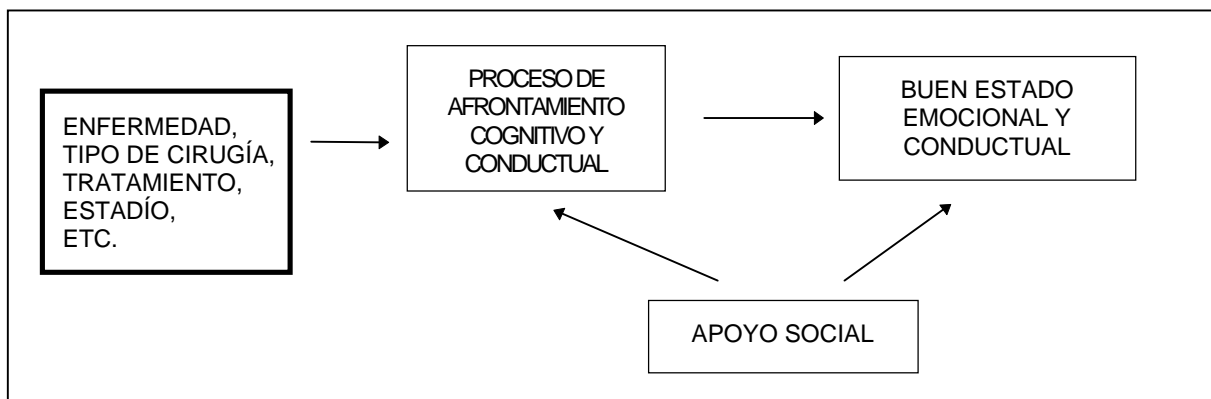 ENFERMEDAD,
TIPO DE CIRUGÍA,
TRATAMIENTO,
ESTADÍO,
ETC.
PROCESO DE
AFRONTAMIENTO
COGNITIVO Y
CONDUCTUAL
BUEN ESTADO
EMOCIONAL Y
CONDUCTUAL
APOYO SOCIAL